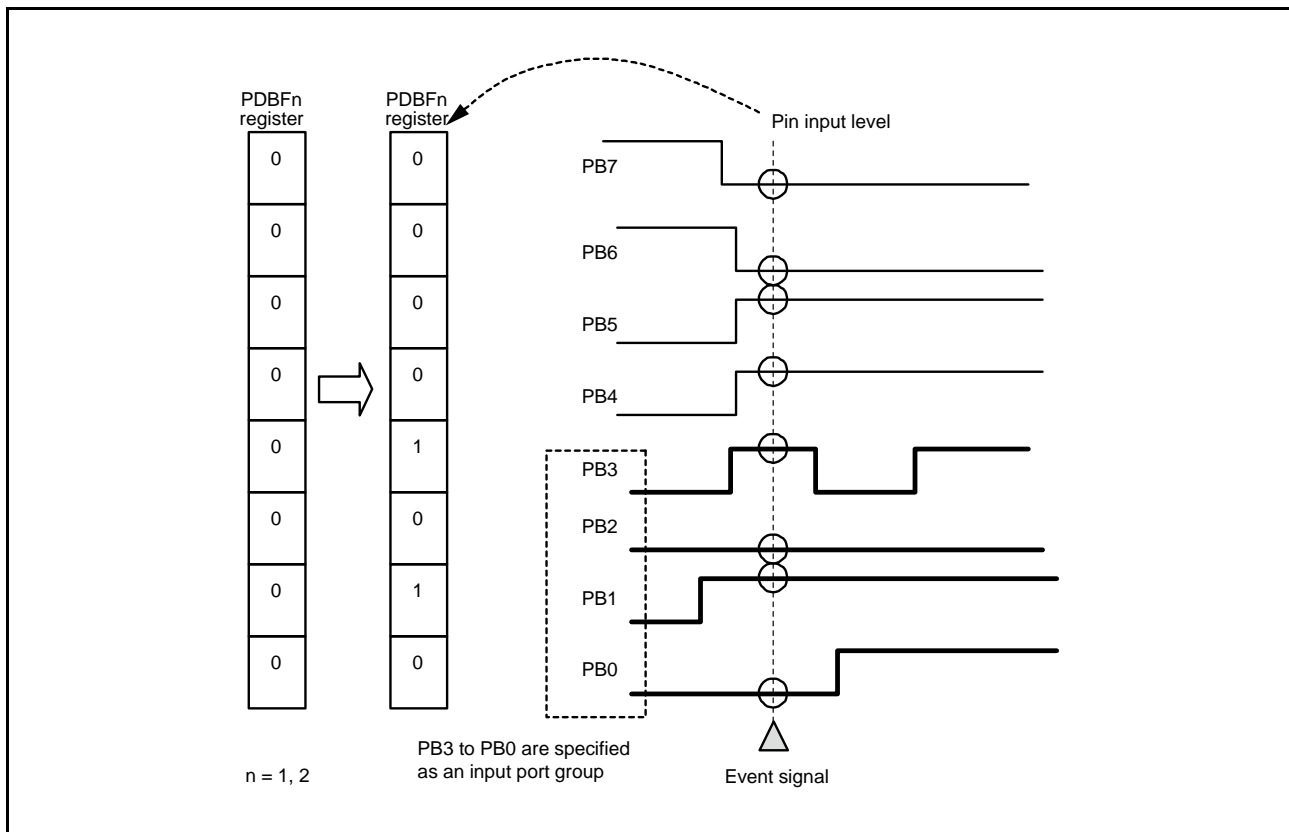 PDBFn
register
PDBFn
register
Pin input level
0
0
0
0
0
0
0
0
0
0
0
0
1
0
1
0
PB7
PB6
PB5
PB4
PB3
PB2
PB1
PB0
PB3 to PB0 are specified
as an input port group
n = 1, 2
Event signal